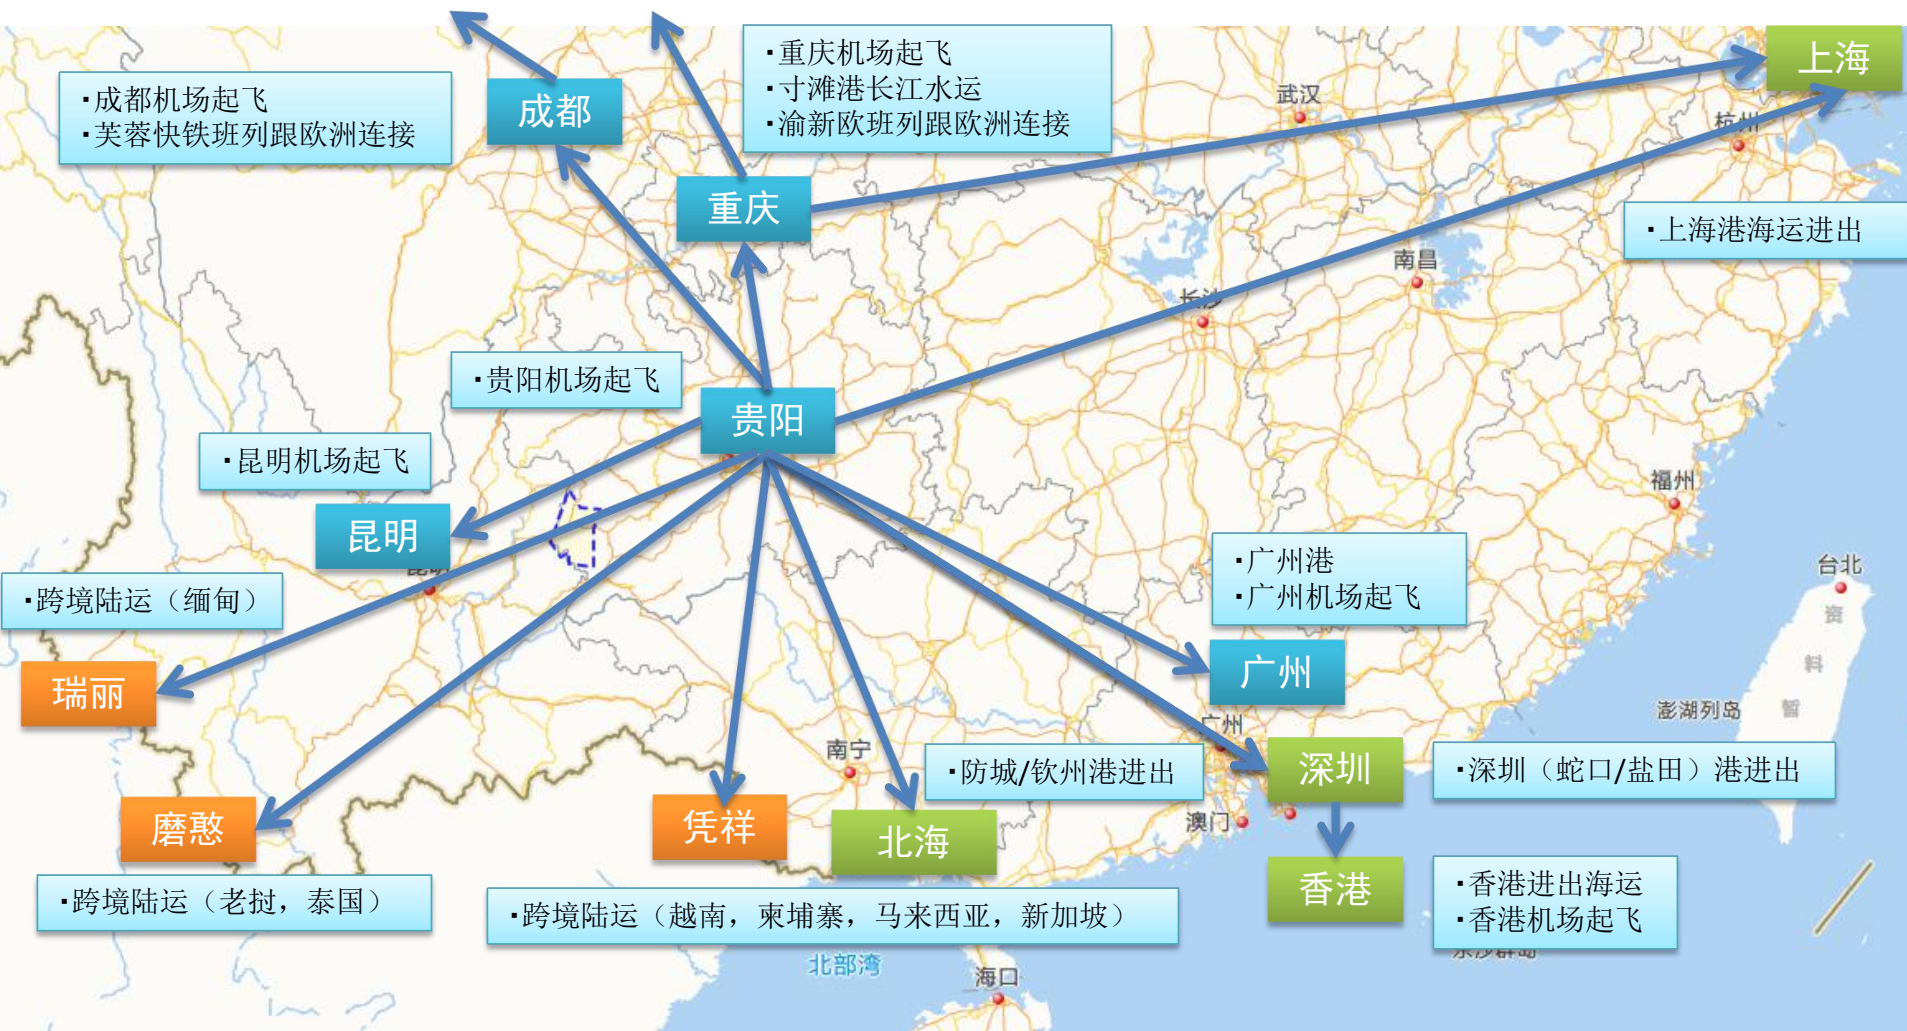 ·重庆机场起飞
·寸滩港长江水运
·渝新欧班列跟欧洲连接
上海
·成都机场起飞
·芙蓉快铁班列跟欧洲连接
成都
武汉
杭州
重庆
·上海港海运进出
南昌
长沙
·贵阳机场起飞
贵阳
·昆明机场起飞
昆明
福州
·广州港
·广州机场起飞
台北
·跨境陆运（缅甸）
资
料
暂
瑞丽
广州
广州
澎湖列岛
南宁
·防城/钦州港进出
深圳
·深圳（蛇口/盐田）港进出
磨憨
凭祥
北海
澳门
香港
·香港进出海运
·香港机场起飞
·跨境陆运（老挝，泰国）
·跨境陆运（越南，柬埔寨，马来西亚，新加坡）
北部湾
海口